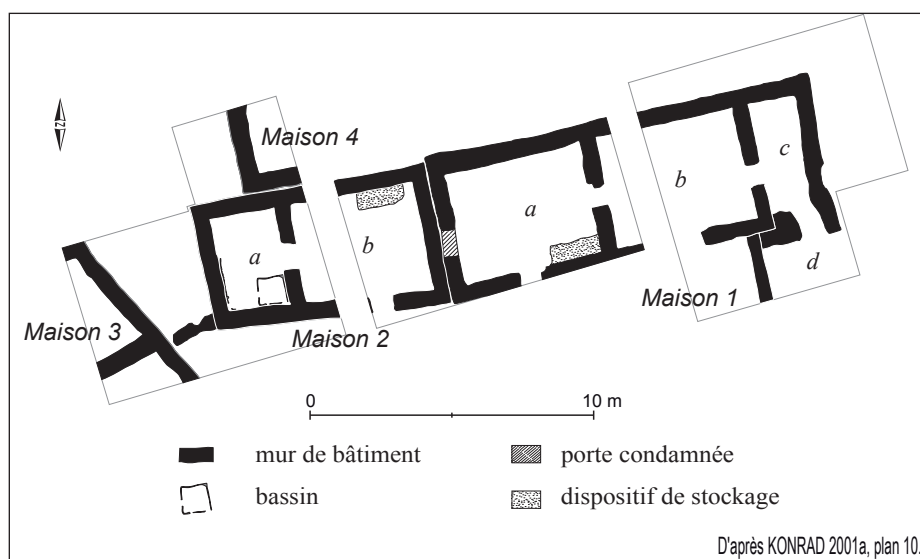 Maison 4
c
b
a
b
a
d
Maison 1
Maison 3
Maison 2
N
0 10 m
mur de bâtiment
porte condamnée
bassin
dispositif de stockage
D'après KONRAD 2001a, plan 10.